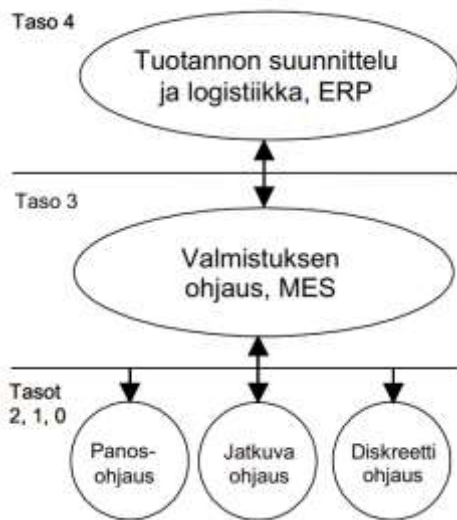 Taso 4
Tuotannon suunnittelu
ja logistiikka, ERP
Taso 3
Valmistuksen
ohjaus, MES
Tasot
2, 1, 0
Panos-
ohjaus
Jatkuva
ohjaus
Diskreetti
ohjaus